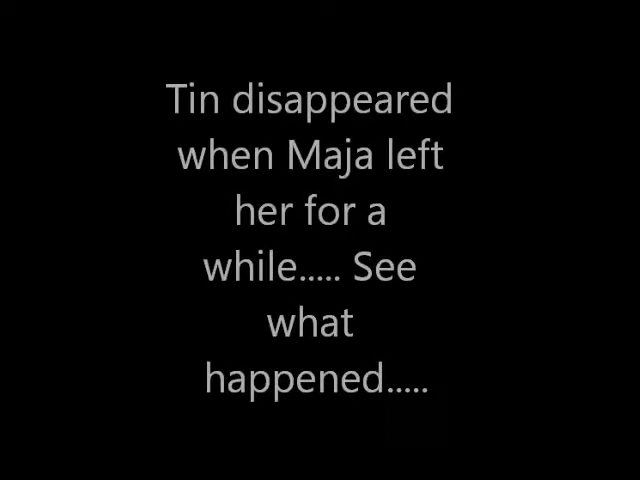 Tin disappeared
when Maja left
her for a
while..... See
what
happened.....